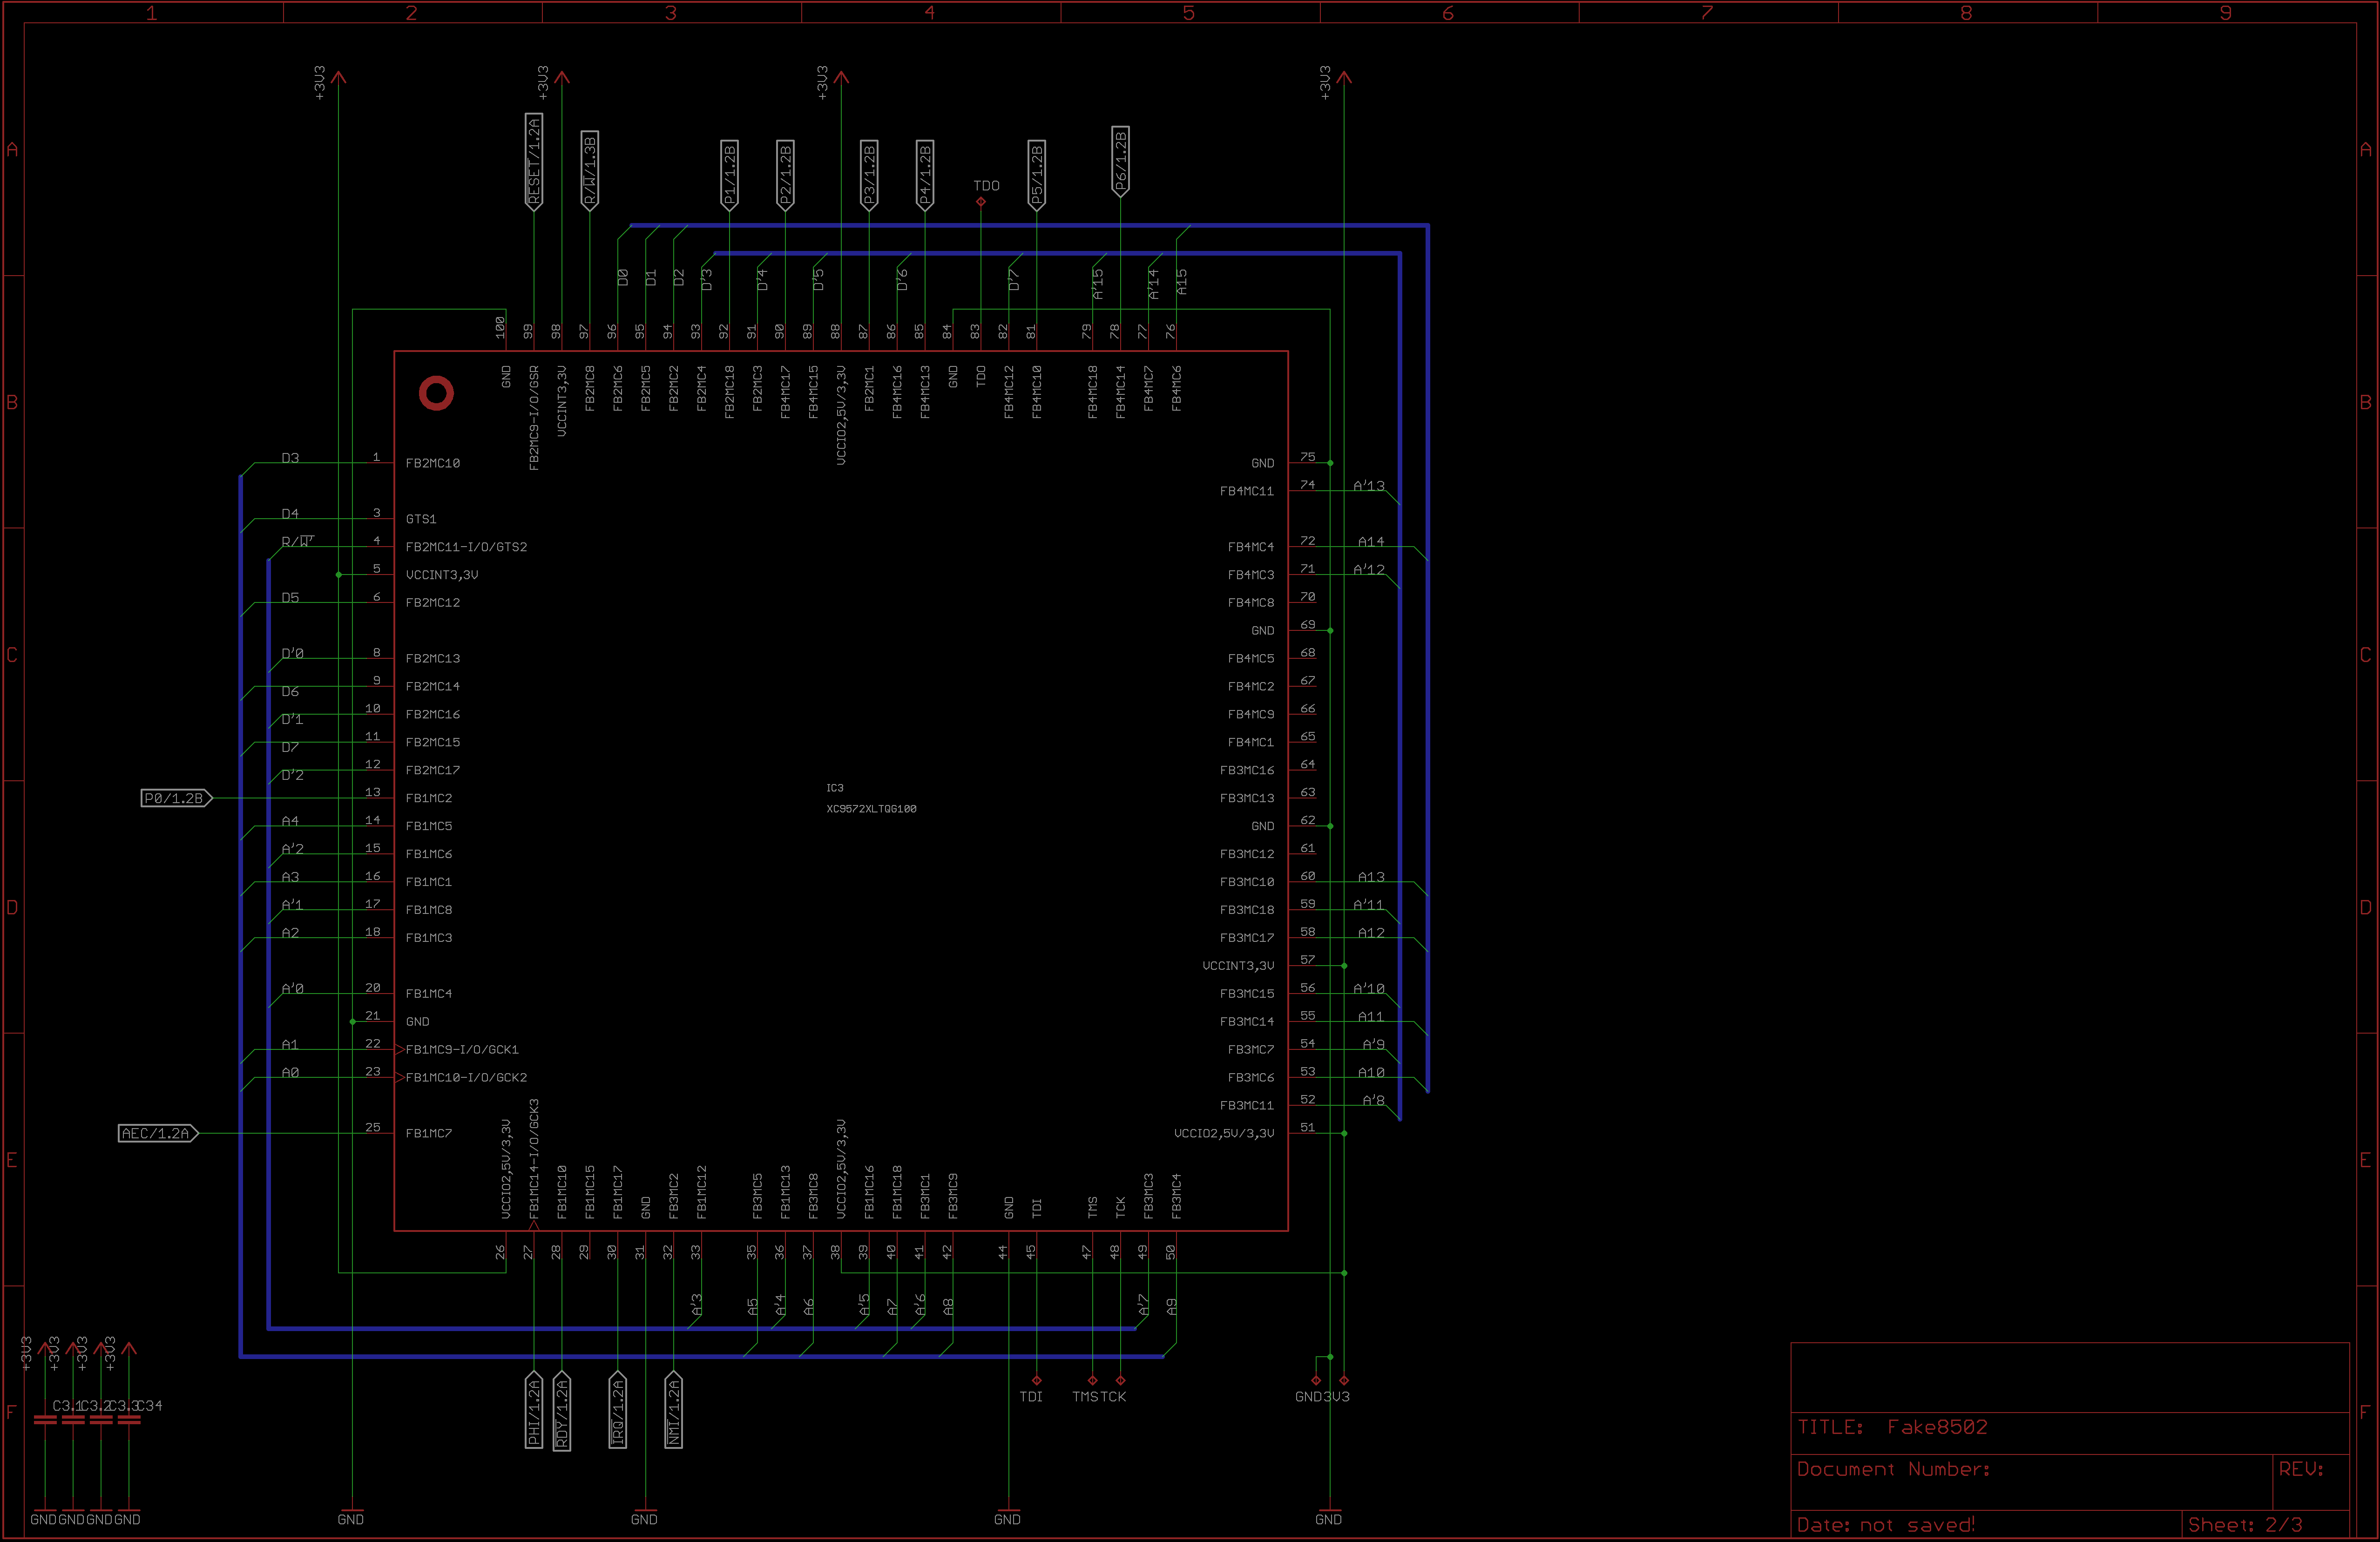 1 2 3 4 5 6 7 8 9
+3V3 +3V3 +3V3 +3V3
RESET/1.2A R/W/1.3B P1/1.2B P2/1.2B P3/1.2B P4/1.2B TDO P5/1.2B P6/1.2B
A A
D0 D1 D2 D'3 D'4 D'5 D'6 D'7 A'15 A'14 A15
100 99 98 97 96 95 94 93 92 91 90 89 88 87 86 85 84 83 82 81 79 78 77 76
GND FB2MC9-I/O/GSR VCCINT3,3V FB2MC8 FB2MC6 FB2MC5 FB2MC2 FB2MC4 FB2MC18 FB2MC3 FB4MC17 FB4MC15 VCCIO2,5V/3,3V FB2MC1 FB4MC16 FB4MC13 GND TDO FB4MC12 FB4MC10 FB4MC18 FB4MC14 FB4MC7 FB4MC6
B B
D3 1 FB2MC10 GND 75
FB4MC11 74 A'13
D4 3 GTS1
R/W' 4 FB2MC11-I/O/GTS2 FB4MC4 72 A14
5 VCCINT3,3V FB4MC3 71 A'12
D5 6 FB2MC12 FB4MC8 70
GND 69
C C
D'0 8 FB2MC13 FB4MC5 68
D6 9 FB2MC14 FB4MC2 67
D'1 10 FB2MC16 FB4MC9 66
D7 11 FB2MC15 FB4MC1 65
D'2 12 FB2MC17 FB3MC16 64
IC3
P0/1.2B 13 FB1MC2 FB3MC13 63
XC9572XLTQG100
A4 14 FB1MC5 GND 62
A'2 15 FB1MC6 FB3MC12 61
A3 16 FB1MC1 FB3MC10 60 A13
D D
A'1 17 FB1MC8 FB3MC18 59 A'11
A2 18 FB1MC3 FB3MC17 58 A12
VCCINT3,3V 57
A'0 20 FB1MC4 FB3MC15 56 A'10
21 GND FB3MC14 55 A11
A1 22 FB1MC9-I/O/GCK1 FB3MC7 54 A'9
A0 23 FB1MC10-I/O/GCK2 FB3MC6 53 A10
FB3MC11 52 A'8
AEC/1.2A 25 FB1MC7 VCCIO2,5V/3,3V 51
E E
VCCIO2,5V/3,3V FB1MC14-I/O/GCK3 FB1MC10 FB1MC15 FB1MC17 GND FB3MC2 FB1MC12 FB3MC5 FB1MC13 FB3MC8 VCCIO2,5V/3,3V FB1MC16 FB1MC18 FB3MC1 FB3MC9 GND TDI TMS TCK FB3MC3 FB3MC4
26 27 28 29 30 31 32 33 35 36 37 38 39 40 41 42 44 45 47 48 49 50
A'3 A5 A'4 A6 A'5 A7 A'6 A8 A'7 A9
+3V3 +3V3 +3V3 +3V3
TDI TMS TCK GND 3V3
C3.1 C3.2 C3.3 C34
PHI/1.2A RDY/1.2A IRQ/1.2A NMI/1.2A
F F
TITLE: Fake8502
Document Number: REV:
GND GND GND GND GND GND GND GND
Date: not saved! Sheet: 2/3